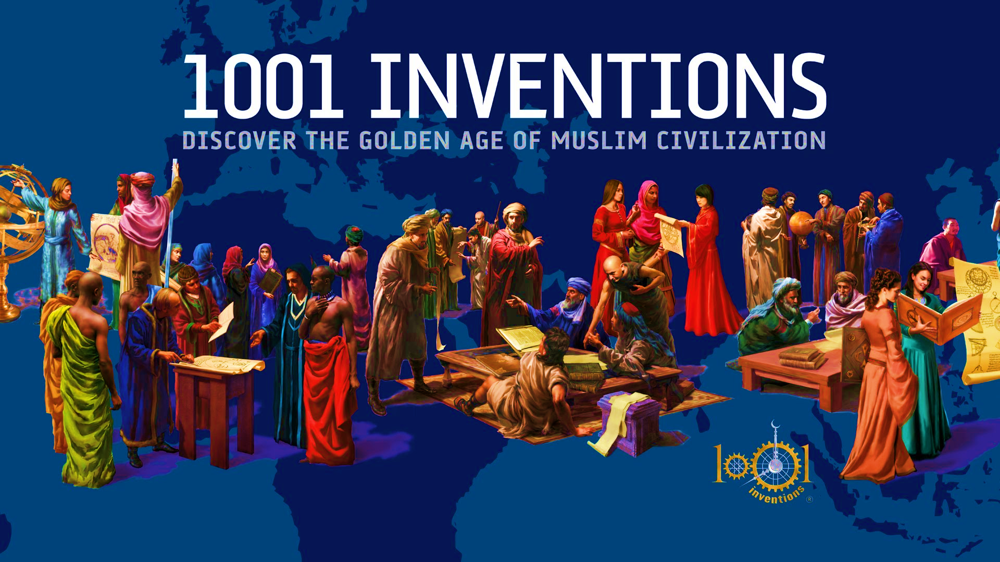 1001 INVENTIONS
DISCOVER THE GOLDEN AGE OF MUSLIM CIVILIZATION
1001
inventions
®